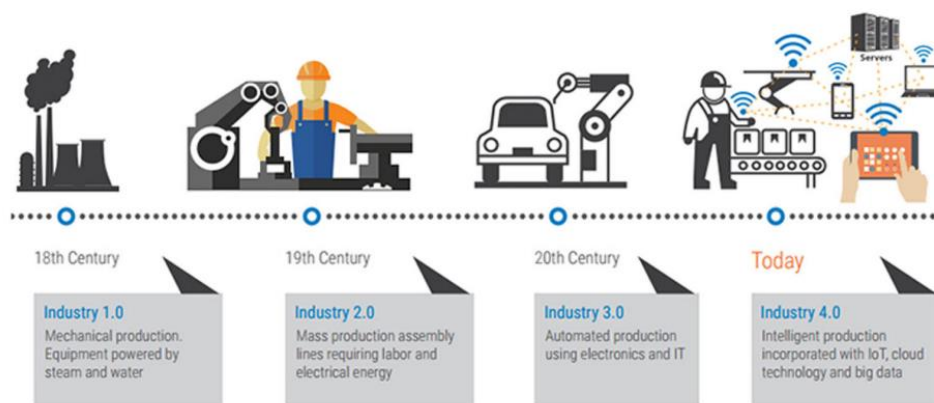 Servers
18th Century
Industry 1.0
Mechanical production.
Equipment powered by
steam and water
19th Century
Industry 2.0
Mass production assembly
lines requiring labor and
electrical energy
20th Century
Industry 3.0
Automated production
using electronics and IT
Today
Industry 4.0
Intelligent production
incorporated with IoT, cloud
technology and big data